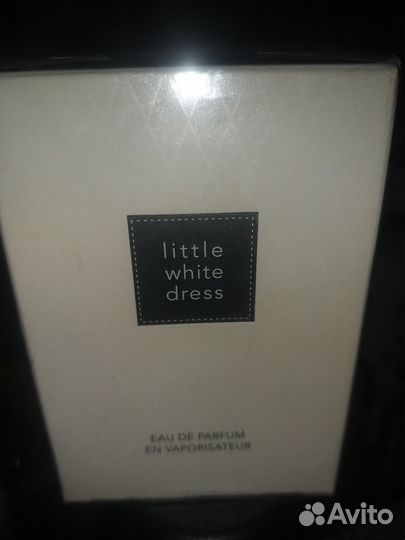 little
white
dress
EAU DE PARFUM
EN VAPORISATEUR
Avito